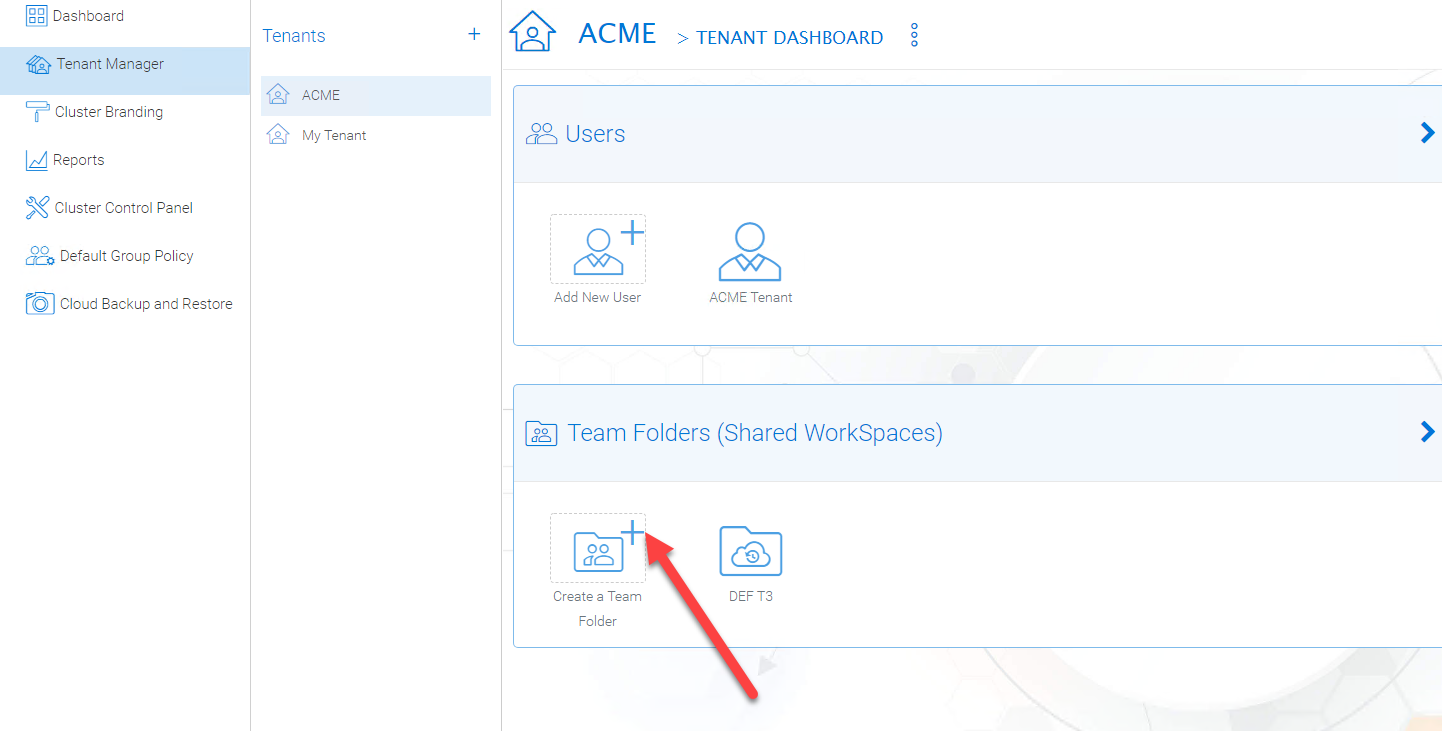 Dashboard
Tenant Manager
Cluster Branding
Reports
Cluster Control Panel
Default Group Policy
Cloud Backup and Restore
Tenants +
ACME
My Tenant
ACME > TENANT DASHBOARD
Users
Add New User
ACME Tenant
Team Folders (Shared WorkSpaces)
Create a Team
Folder
DEF T3